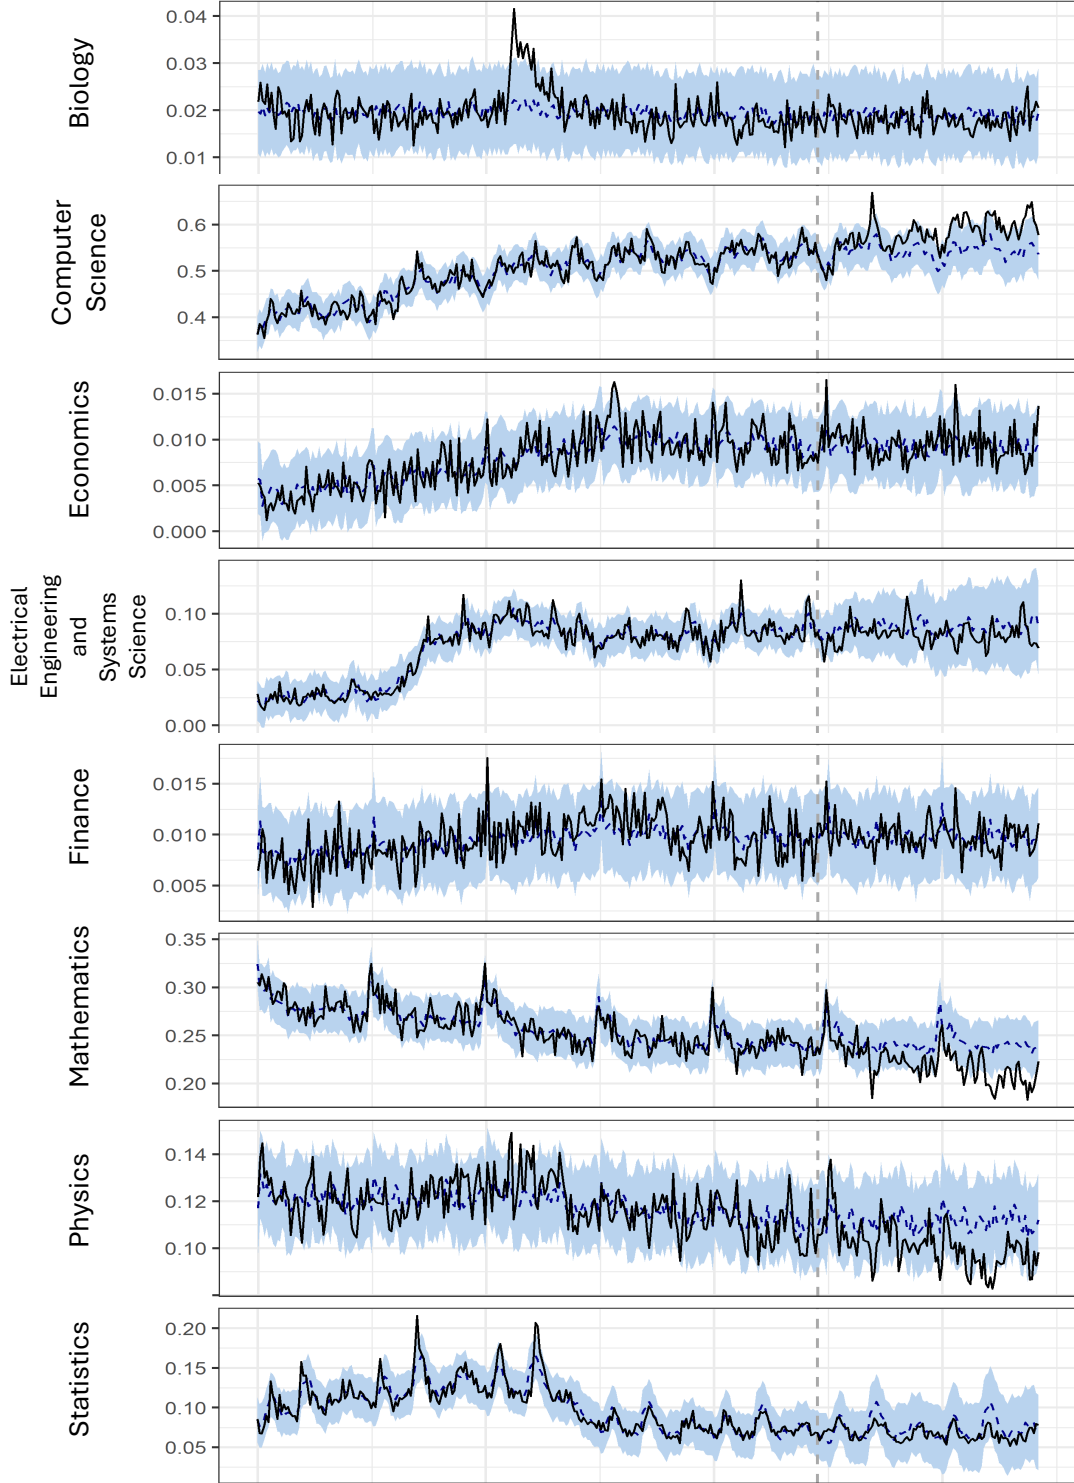 Biology
0.04
0.03
0.02
0.01
Computer
Science
0.6
0.5
0.4
Economics
0.015
0.010
0.005
0.000
Electrical
Engineering
and
Systems
Science
0.10
0.05
0.00
Finance
0.015
0.010
0.005
Mathematics
0.35
0.30
0.25
0.20
Physics
0.14
0.12
0.10
Statistics
0.20
0.15
0.10
0.05